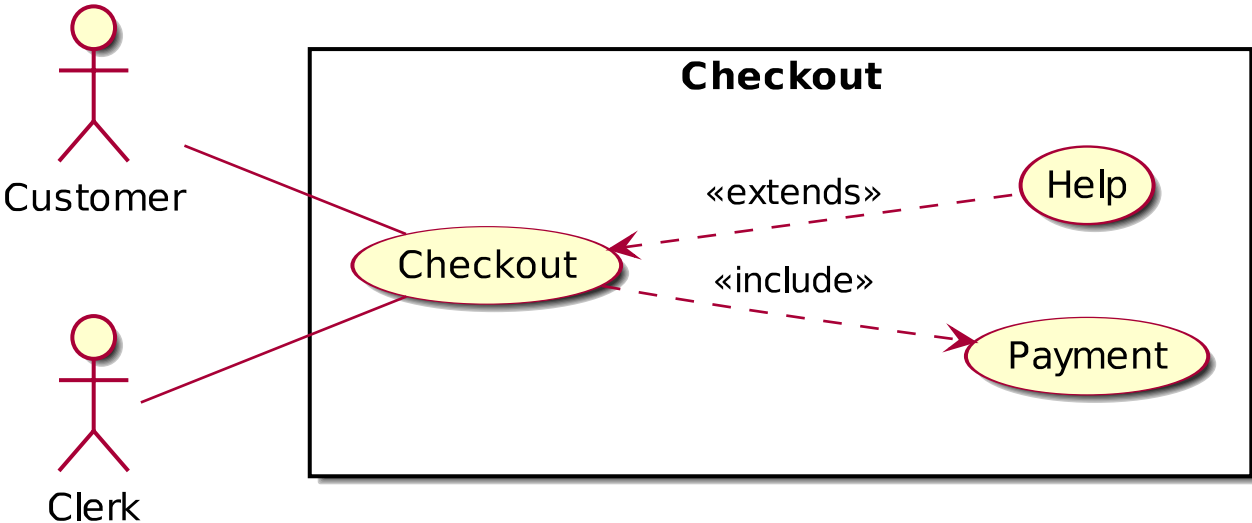 Checkout
Customer
«extends»
Help
Checkout
«include»
Payment
Clerk